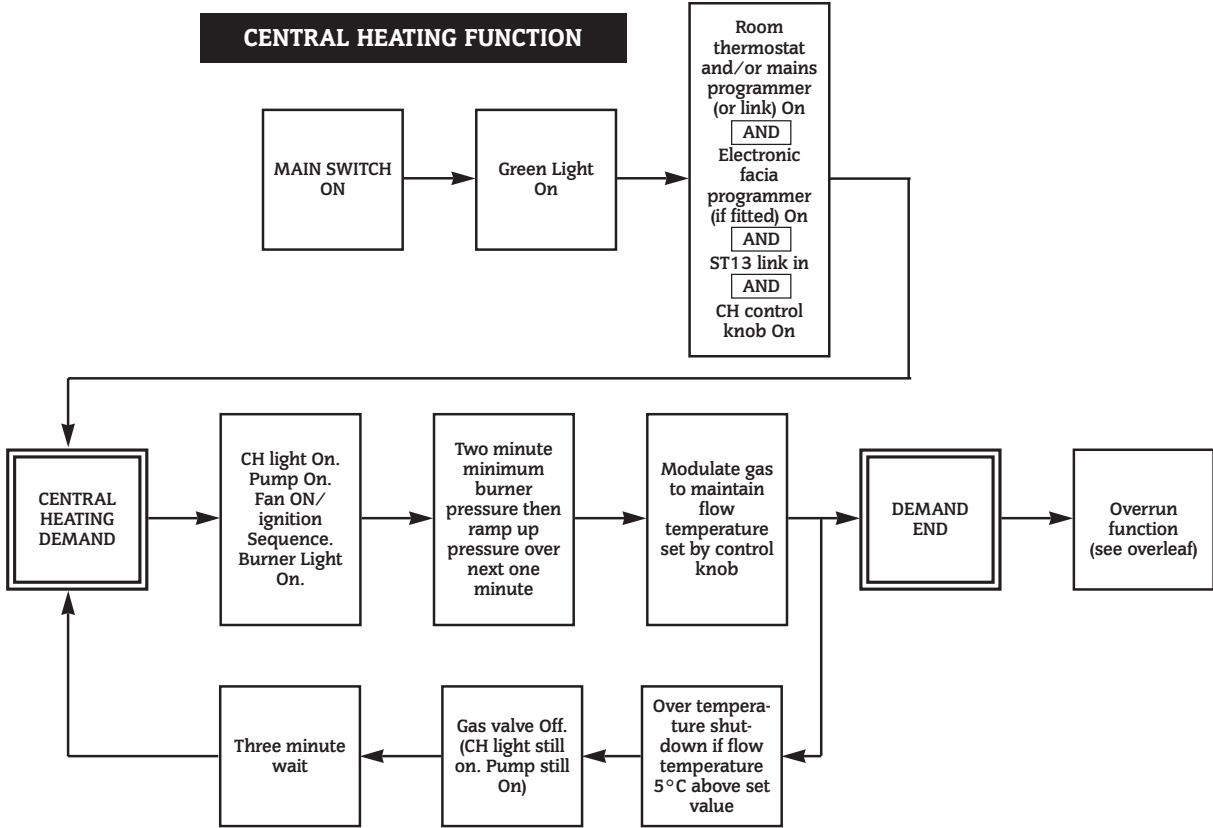 CENTRAL HEATING FUNCTION
MAIN SWITCH
ON
Green Light
On
Room
thermostat
and/or mains
programmer
(or link) On
AND
Electronic
facia
programmer
(if fitted) On
AND
ST13 link in
AND
CH control
knob On
CENTRAL
HEATING
DEMAND
CH light On.
Pump On.
Fan ON/
ignition
Sequence.
Burner Light
On.
Two minute
minimum
burner
pressure then
ramp up
pressure over
next one
minute
Modulate gas
to maintain
flow
temperature
set by control
knob
DEMAND
END
Overrun
function
(see overleaf)
Over tempera-
ture shut-
down if flow
temperature
5°C above set
value
Gas valve Off.
(CH light still
on. Pump still
On)
Three minute
wait